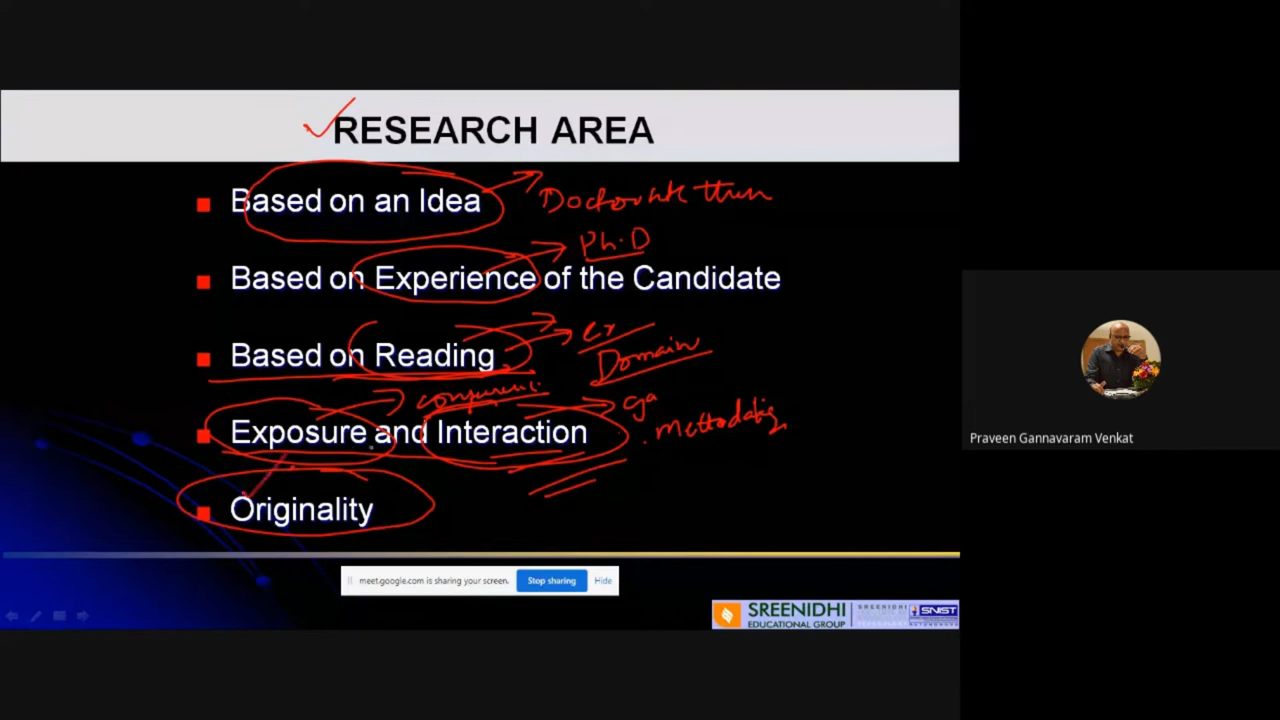 RESEARCH AREA
Based on an Idea
Doctorate
Ph.D
Based on Experience of the Candidate
Based on Reading
Domain
Exposure and Interaction
Originality
meet.google.com is sharing your screen.
Stop sharing
Hide
SREENIDHI
EDUCATIONAL GROUP
SREENIDHI
SNIST
Praveen Gannavaram Venkat